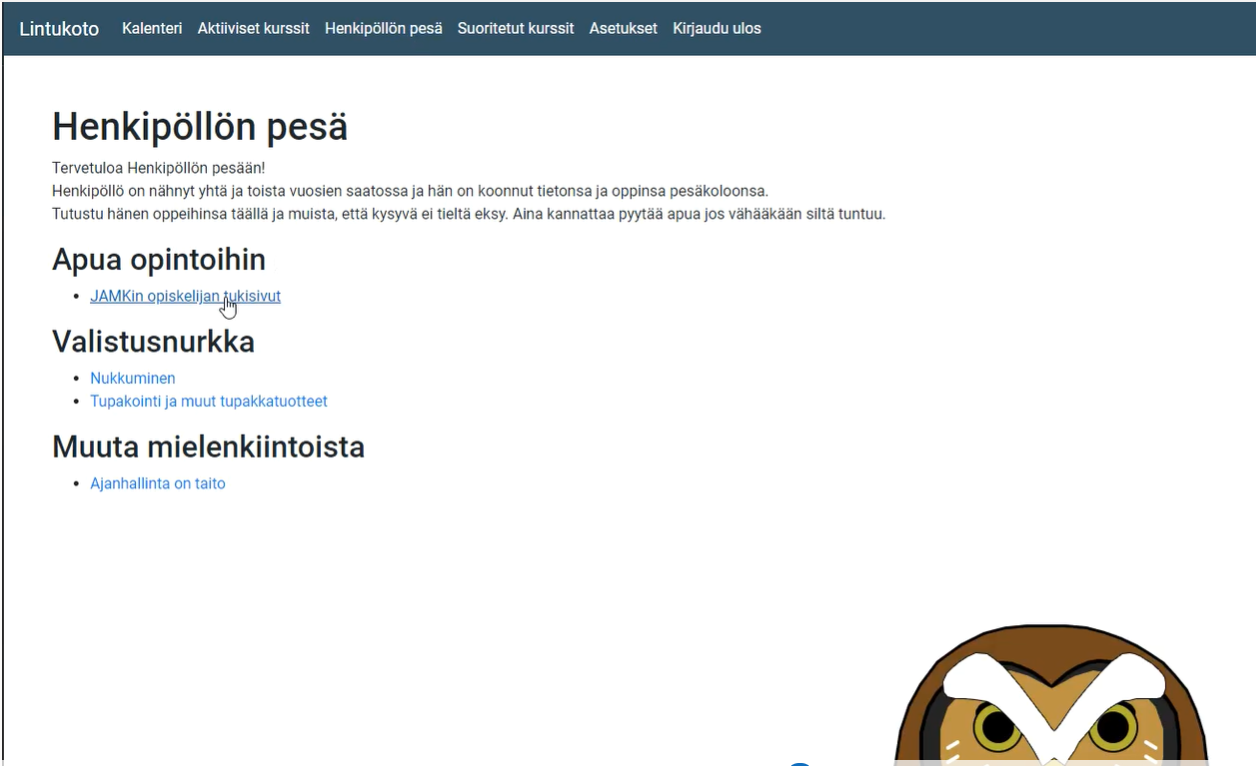 Lintukoto Kalenteri Aktiiviset kurssit Henkipöllön pesä Suoritetut kurssit Asetukset Kirjaudu ulos
Henkipöllön pesä
Tervetuloa Henkipöllön pesään!
Henkipöllö on nähnyt yhtä ja toista vuosien saatossa ja hän on koonnut tietonsa ja oppinsa pesäkoloonsa.
Tutustu hänen oppeihinsa täällä ja muista, että kysyvä ei tieltä eksy. Aina kannattaa pyytää apua jos vähääkään siltä tuntuu.
Apua opintoihin
JAMKin opiskelijan tukisivut
Valistusnurkka
Nukkuminen
Tupakointi ja muut tupakkatuotteet
Muuta mielenkiintoista
Ajanhallinta on taito